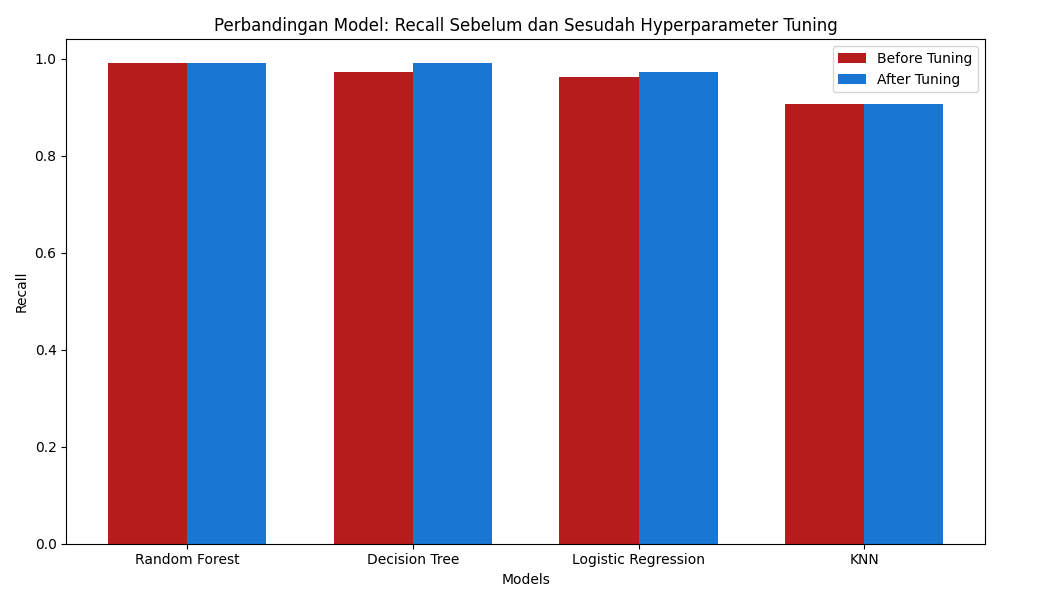 Perbandingan Model: Recall Sebelum dan Sesudah Hyperparameter Tuning
Before Tuning
After Tuning
Recall
1.0
0.8
0.6
0.4
0.2
0.0
Random Forest
Decision Tree
Logistic Regression
KNN
Models